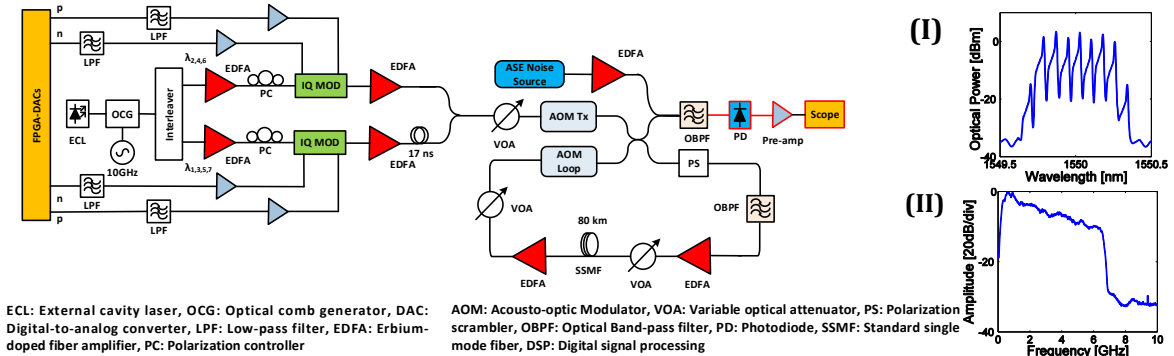 p
n
LPF
LPF
FPGA-DACs
ECL
OCG
10GHz
Interleaver
λ2,4,6
EDFA
PC
IQ MOD
EDFA
λ1,3,5,7
EDFA
PC
IQ MOD
EDFA
17 ns
LPF
LPF
n
p
ASE Noise
Source
EDFA
VOA
AOM Tx
AOM
Loop
OBPF
PD
Pre-amp
Scope
PS
OBPF
VOA
EDFA
80 km
SSMF
VOA
EDFA
ECL: External cavity laser, OCG: Optical comb generator, DAC:
Digital-to-analog converter, LPF: Low-pass filter, EDFA: Erbium-
doped fiber amplifier, PC: Polarization controller
AOM: Acousto-optic Modulator, VOA: Variable optical attenuator, PS: Polarization
scrambler, OBPF: Optical Band-pass filter, PD: Photodiode, SSMF: Standard single
mode fiber, DSP: Digital signal processing
(I)
Optical Power [dBm]
0
-20
-40
1549.5
1550
1550.5
Wavelength [nm]
(II)
Amplitude [20dB/div]
0
-20
-40
0
2
4
6
8
10
Frequency [GHz]